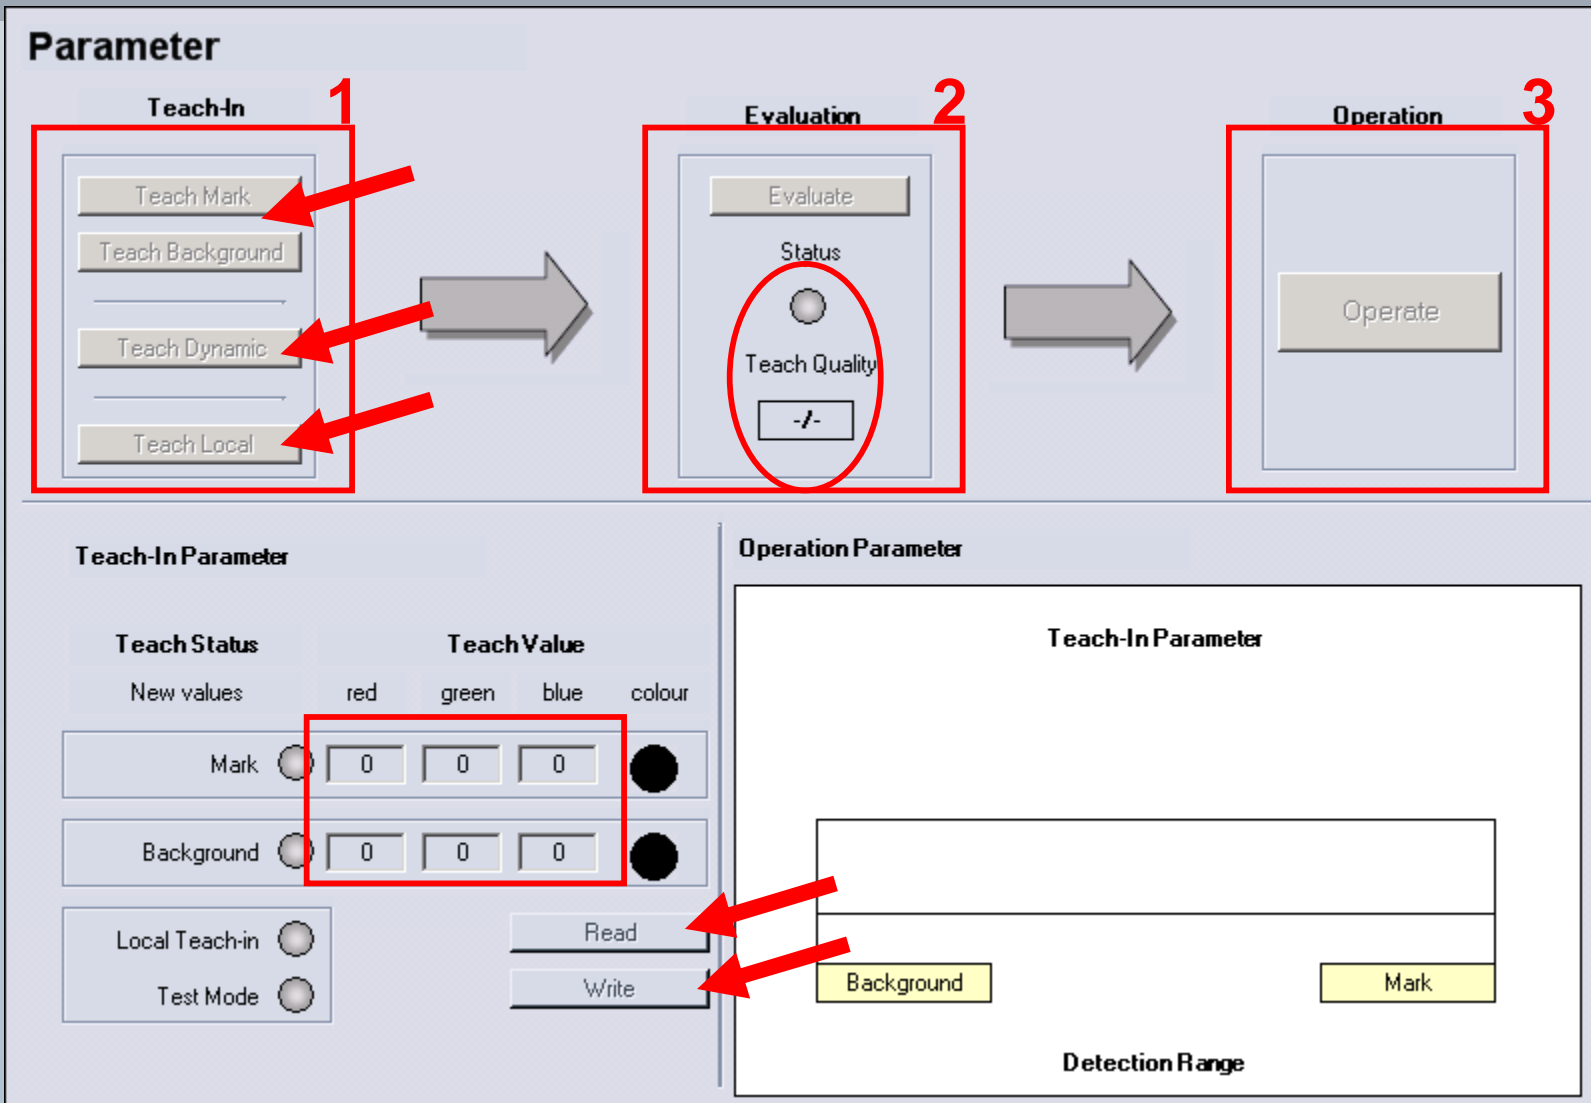 Parameter
Teach-In 1
Teach Mark
Teach Background
Teach Dynamic
Teach Local
Evaluation 2
Evaluate
Status
Teach Quality
-/-
Operation 3
Operate
Teach-In Parameter
Teach Status Teach Value
New values red green blue colour
Mark 0 0 0
Background 0 0 0
Local Teach-in
Test Mode
Read
Write
Operation Parameter
Teach-In Parameter
Background Mark
Detection Range